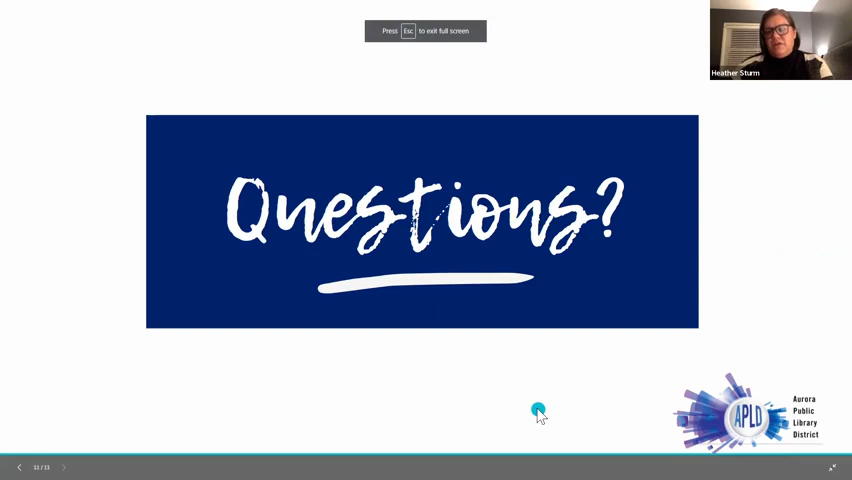 Press Esc to exit full screen
Heather Sturm
Questions?
APLD
Aurora
Public
Library
District
11 / 11